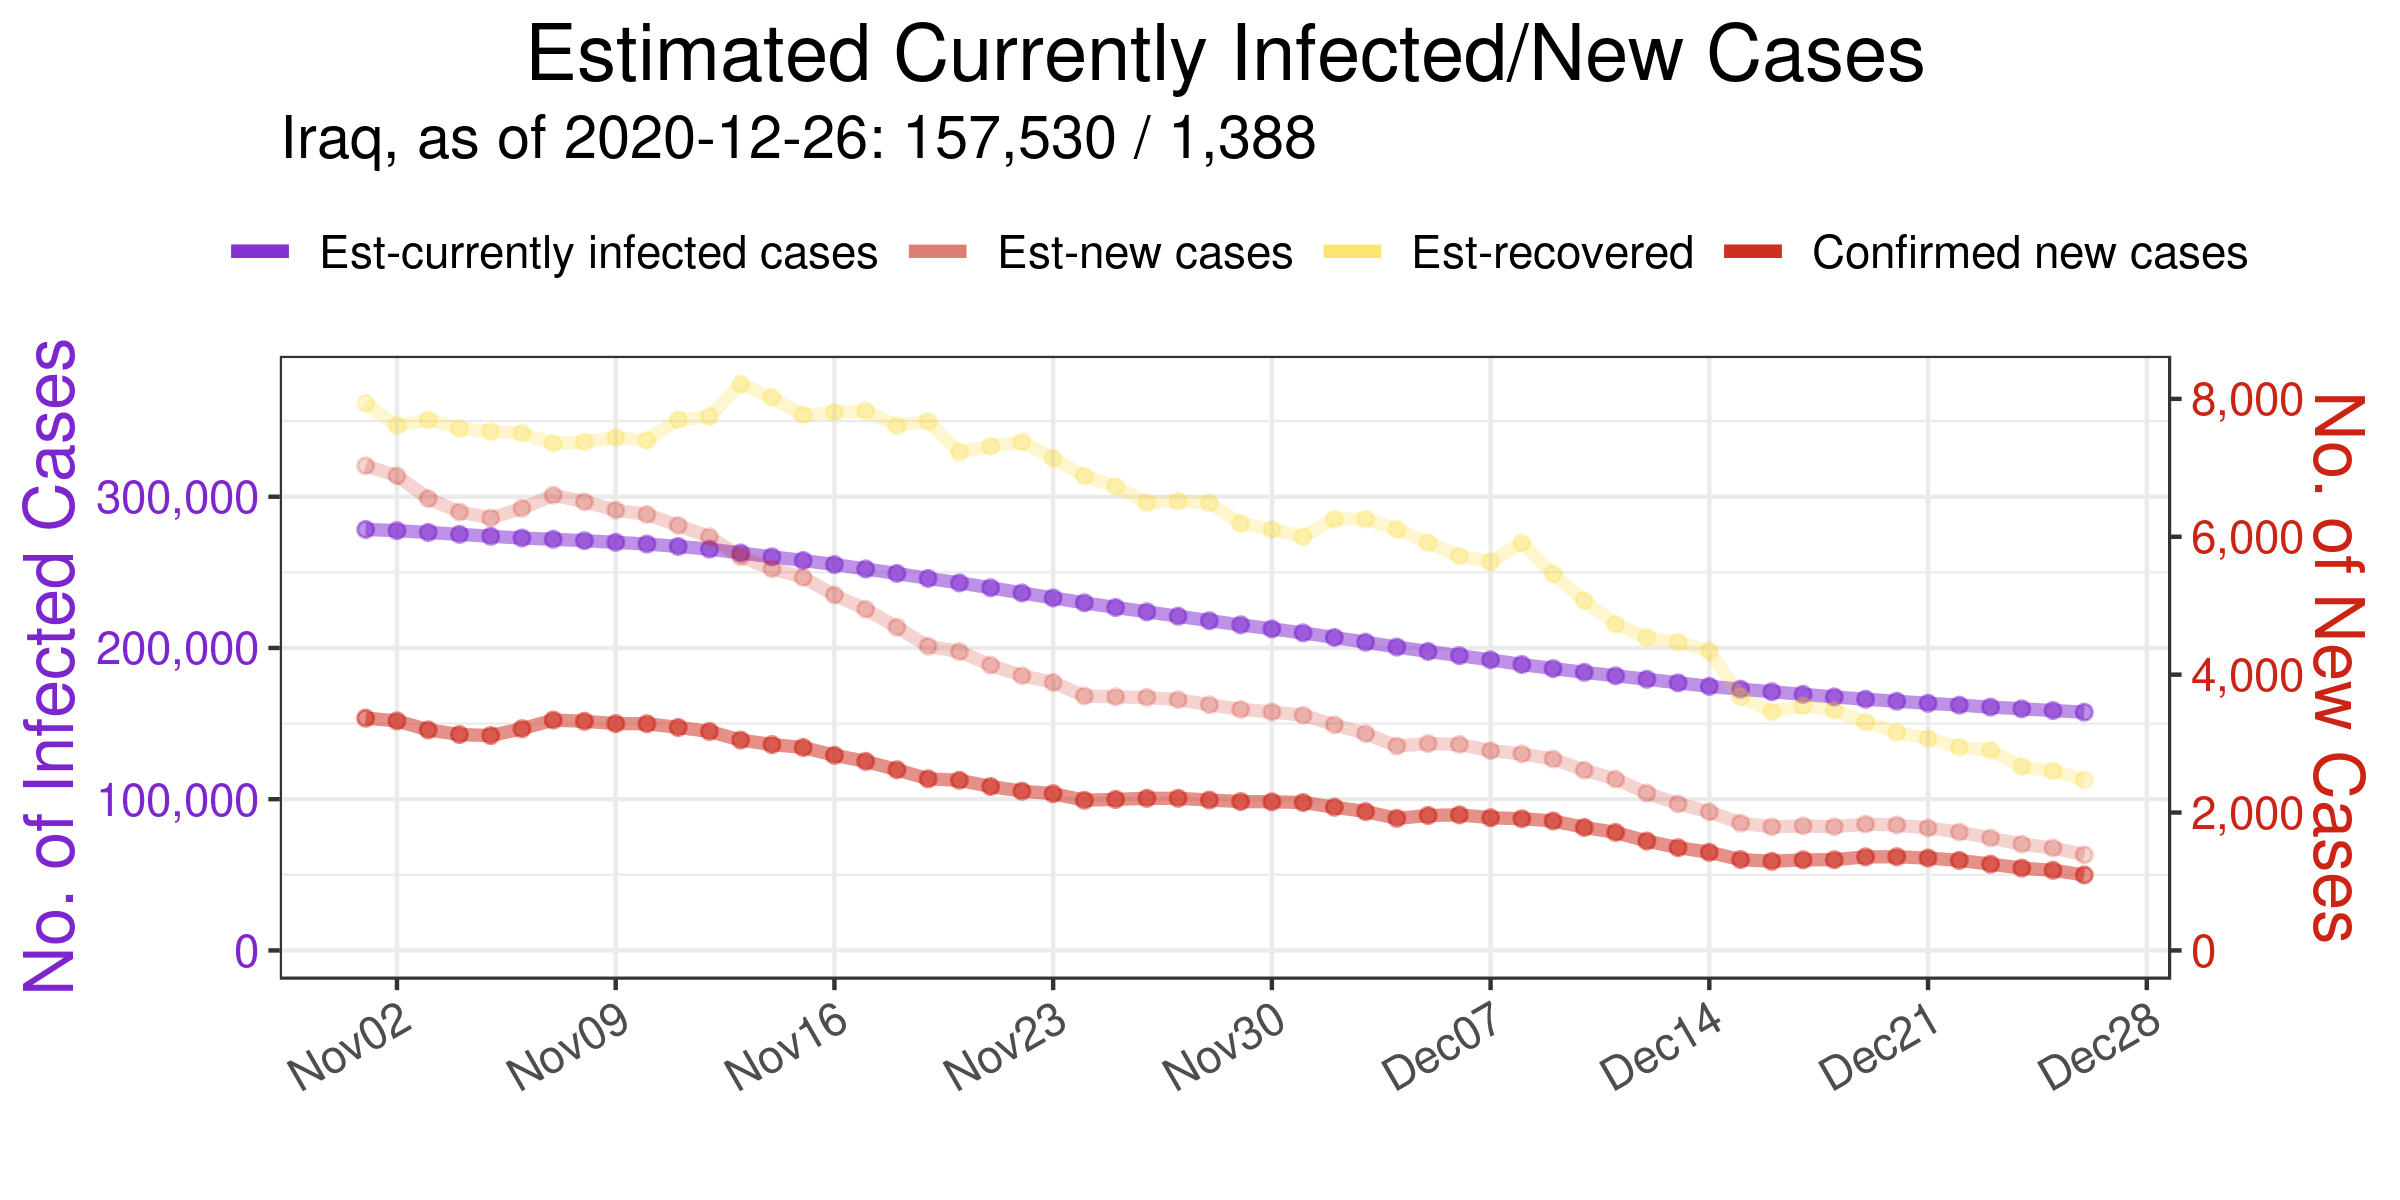 Estimated Currently Infected/New Cases
Iraq, as of 2020-12-26: 157,530 / 1,388
Est-currently infected cases Est-new cases Est-recovered Confirmed new cases
No. of Infected Cases
300,000
200,000
100,000
0
8,000
6,000
4,000
2,000
0
No. of New Cases
Nov02 Nov09 Nov16 Nov23 Nov30 Dec07 Dec14 Dec21 Dec28